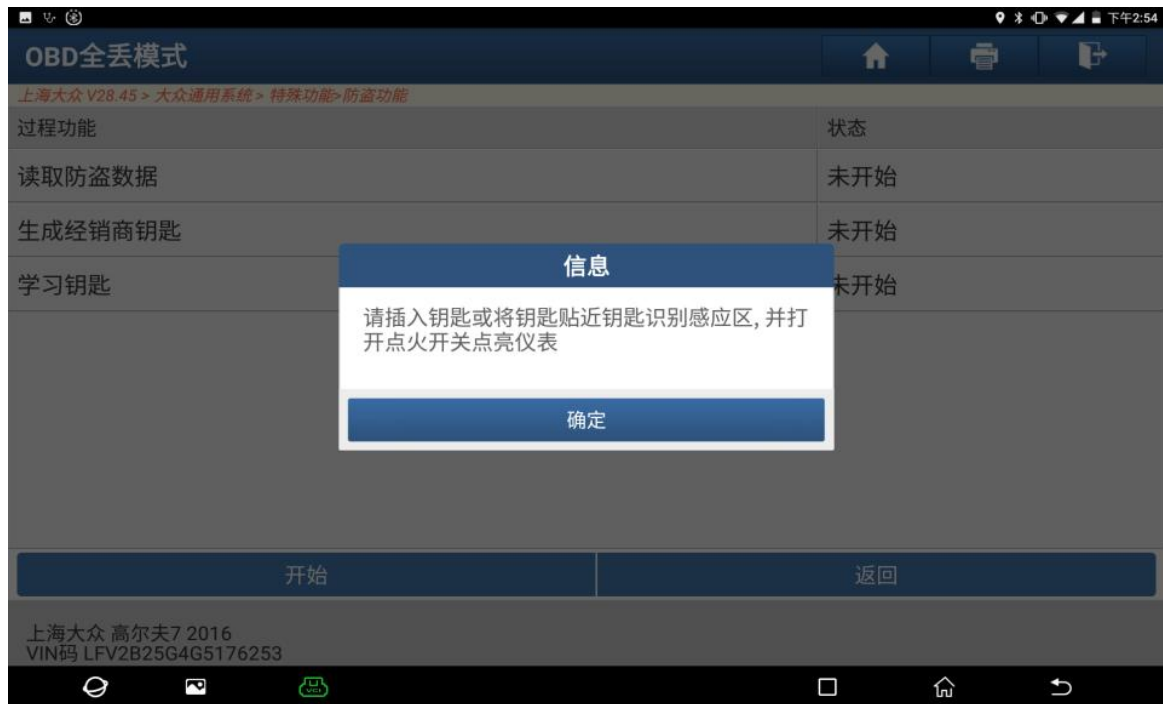 下午2:54
OBD全丢模式
上海大众 V28.45 > 大众通用系统 > 特殊功能>防盗功能
过程功能 状态
读取防盗数据 未开始
生成经销商钥匙 未开始
学习钥匙 未开始
信息
请插入钥匙或将钥匙贴近钥匙识别感应区, 并打
开点火开关点亮仪表
确定
开始 返回
上海大众 高尔夫7 2016
VIN码 LFV2B25G4G5176253
VCI